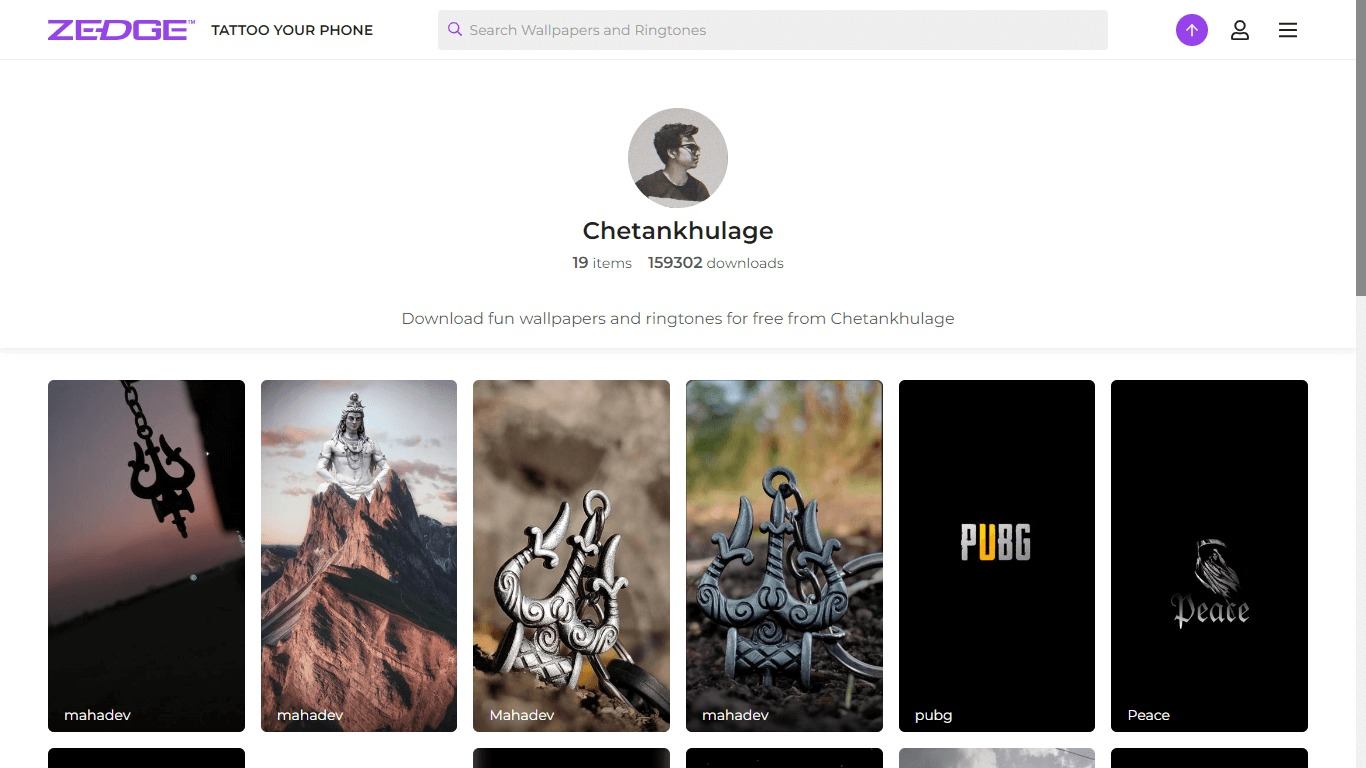 ZEDGE™ TATTOO YOUR PHONE
Search Wallpapers and Ringtones
Chetankhulage
19 items 159302 downloads
Download fun wallpapers and ringtones for free from Chetankhulage
PUBG
Peace
mahadev
mahadev
Mahadev
mahadev
pubg
Peace